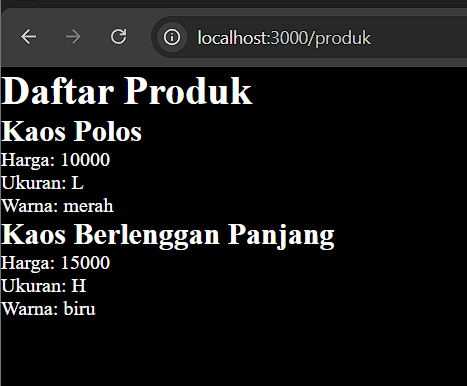 localhost:3000/produk
Daftar Produk
Kaos Polos
Harga: 10000
Ukuran: L
Warna: merah
Kaos Berlenggan Panjang
Harga: 15000
Ukuran: H
Warna: biru